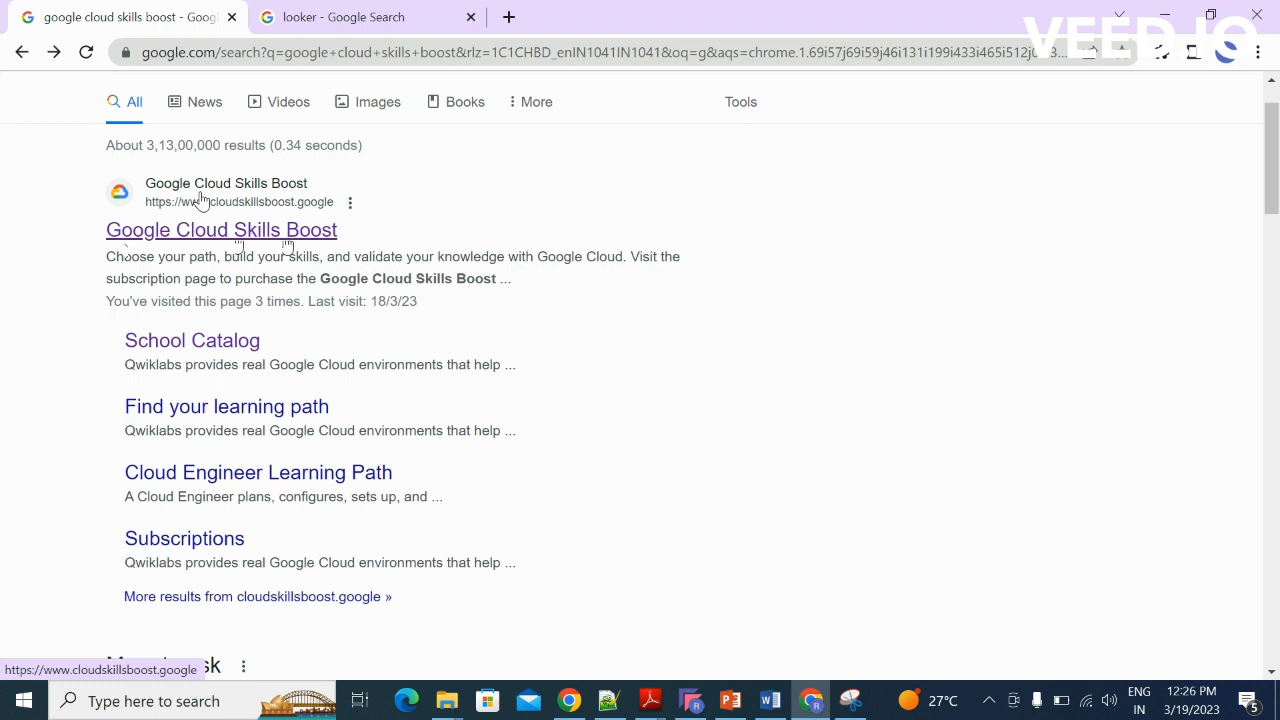 google cloud skills boost - Goog
looker - Google Search
VEED.IO
google.com/search?q=google+cloud+skills+boost&rlz=1C1CHBD_enIN1041IN1041&oq=g&aqs=chrome.1.69i57j69i59j46i131i199i433i465i512j0
All
News
Videos
Images
Books
More
Tools
About 3,13,00,000 results (0.34 seconds)
Google Cloud Skills Boost
https://www.cloudskillsboost.google
Google Cloud Skills Boost
Choose your path, build your skills, and validate your knowledge with Google Cloud. Visit the
subscription page to purchase the Google Cloud Skills Boost ...
You've visited this page 3 times. Last visit: 18/3/23
School Catalog
Qwiklabs provides real Google Cloud environments that help ...
Find your learning path
Qwiklabs provides real Google Cloud environments that help ...
Cloud Engineer Learning Path
A Cloud Engineer plans, configures, sets up, and ...
Subscriptions
Qwiklabs provides real Google Cloud environments that help ...
More results from cloudskillsboost.google »
https://www.cloudskillsboost.google
Type here to search
27°C
ENG
IN
12:26 PM
3/19/2023
5